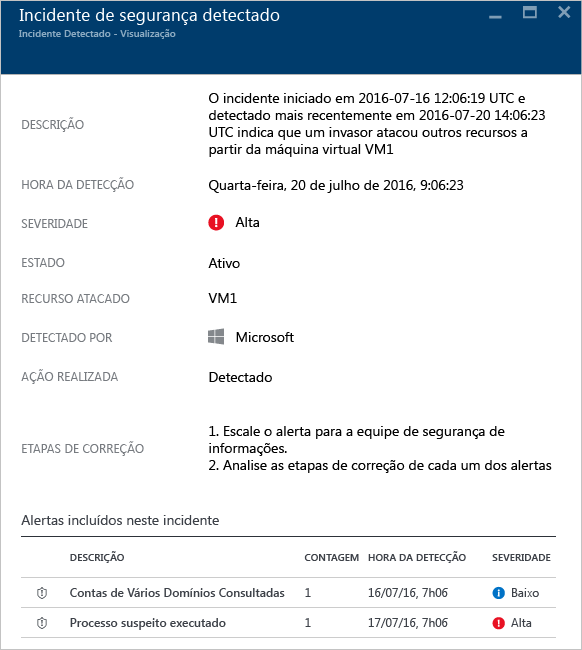 Incidente de segurança detectado
Incidente Detectado - Visualização
DESCRIÇÃO
O incidente iniciado em 2016-07-16 12:06:19 UTC e
detectado mais recentemente em 2016-07-20 14:06:23
UTC indica que um invasor atacou outros recursos a
partir da máquina virtual VM1
HORA DA DETECÇÃO Quarta-feira, 20 de julho de 2016, 9:06:23
SEVERIDADE Alta
ESTADO Ativo
RECURSO ATACADO VM1
DETECTADO POR Microsoft
AÇÃO REALIZADA Detectado
ETAPAS DE CORREÇÃO
1. Escale o alerta para a equipe de segurança de
informações.
2. Analise as etapas de correção de cada um dos alertas
Alertas incluídos neste incidente
DESCRIÇÃO CONTAGEM HORA DA DETECÇÃO SEVERIDADE
Contas de Vários Domínios Consultadas 1 16/07/16, 7h06 Baixo
Processo suspeito executado 1 17/07/16, 7h06 Alta